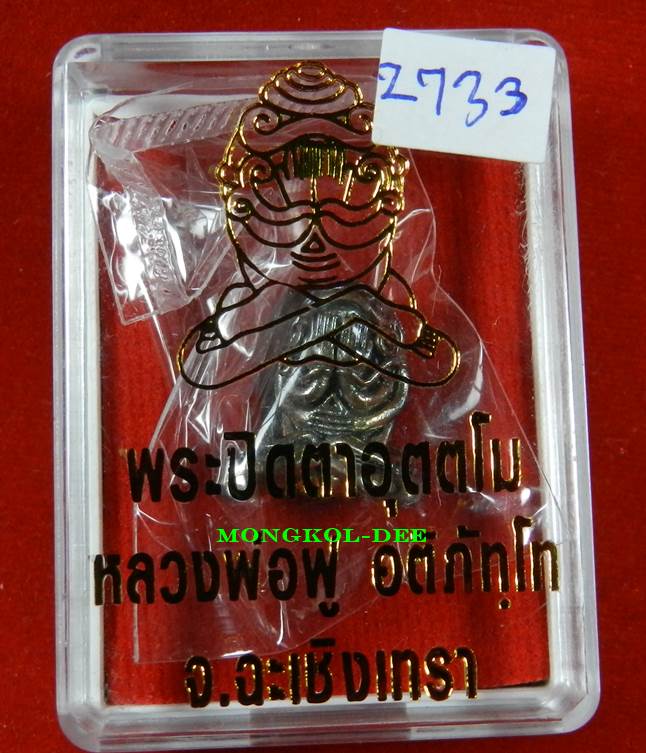 2733
พระปิดตาอุตตโม
MONGKOL-DEE
หลวงพ่อฟู อติภัทฺโท
จ.ฉะเชิงเทรา